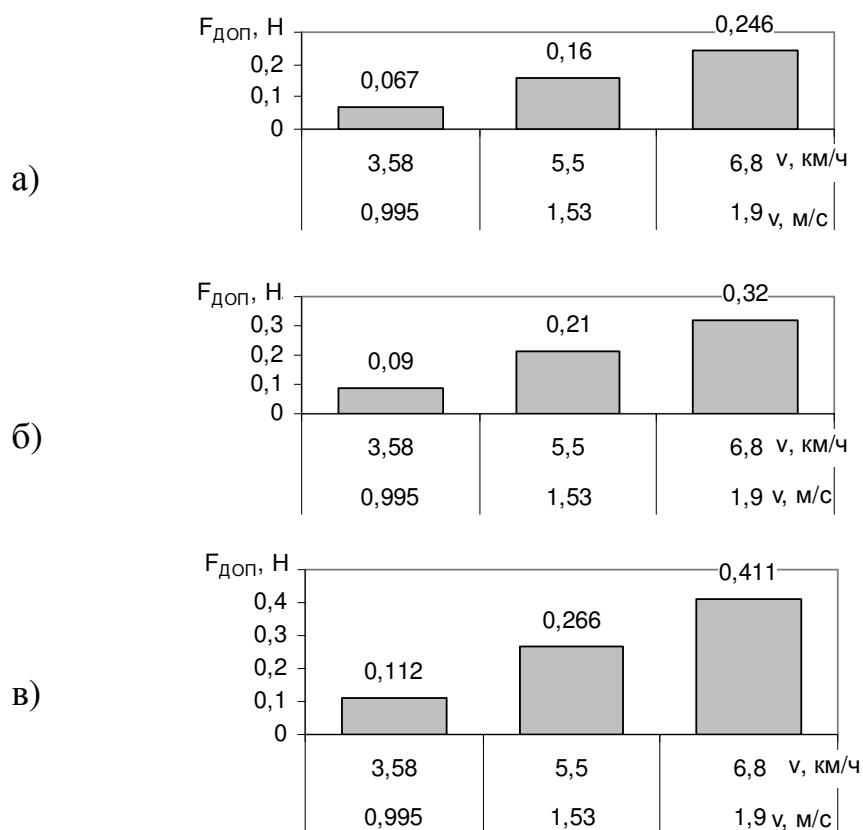 F_ДОП, Н
0,2
0,1
0
0,067
0,16
0,246
а)
3,58 5,5 6,8 v, км/ч
0,995 1,53 1,9 v, м/с
F_ДОП, Н
0,3
0,2
0,1
0
0,09
0,21
0,32
б)
3,58 5,5 6,8 v, км/ч
0,995 1,53 1,9 v, м/с
F_ДОП, Н
0,4
0,3
0,2
0,1
0
0,112
0,266
0,411
в)
3,58 5,5 6,8 v, км/ч
0,995 1,53 1,9 v, м/с